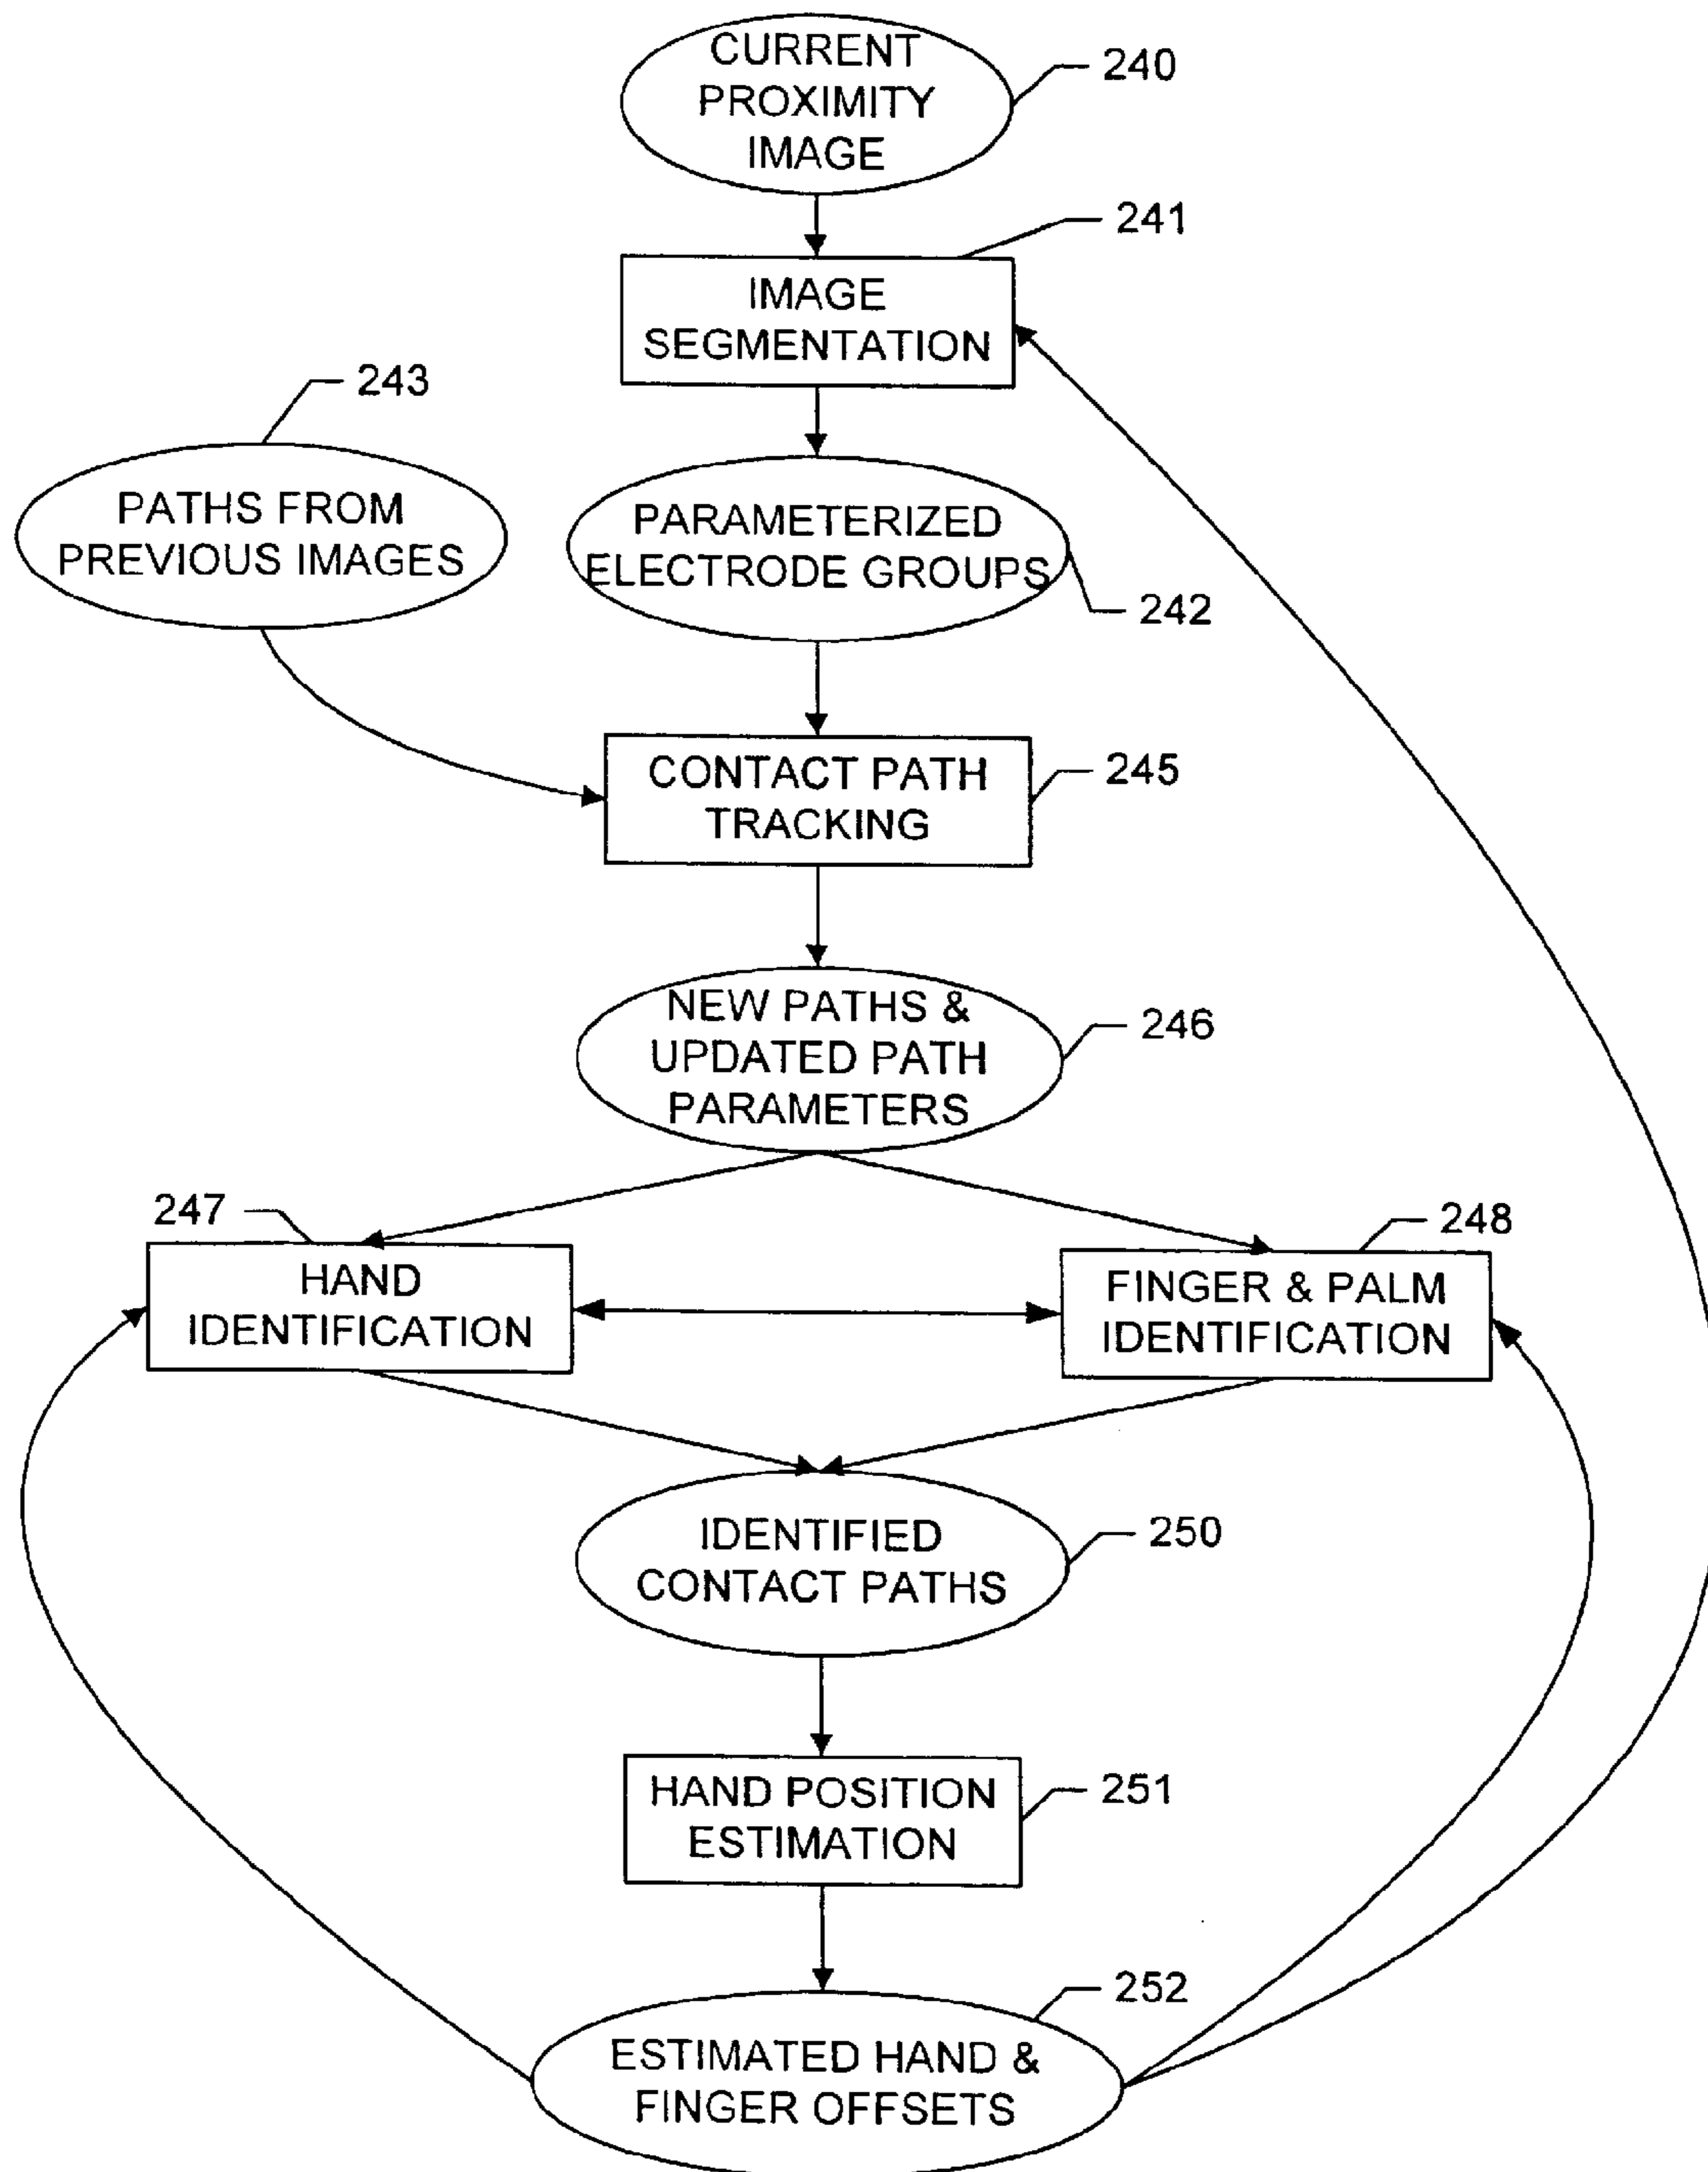 CURRENT
PROXIMITY
IMAGE
240
241
IMAGE
SEGMENTATION
243
PATHS FROM
PREVIOUS IMAGES
PARAMETERIZED
ELECTRODE GROUPS
242
CONTACT PATH
TRACKING
245
NEW PATHS &
UPDATED PATH
PARAMETERS
246
247
HAND
IDENTIFICATION
248
FINGER & PALM
IDENTIFICATION
IDENTIFIED
CONTACT PATHS
250
HAND POSITION
ESTIMATION
251
252
ESTIMATED HAND &
FINGER OFFSETS